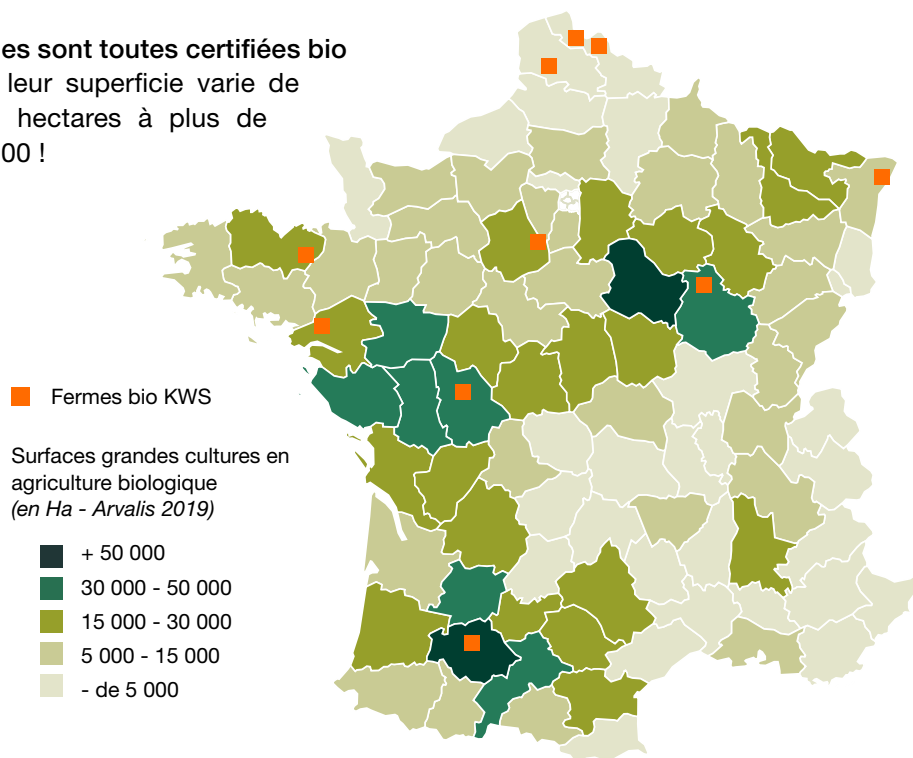 es sont toutes certifiées bio
leur superficie varie de
hectares à plus de
00 !
Fermes bio KWS
Surfaces grandes cultures en
agriculture biologique
(en Ha - Arvalis 2019)
+ 50 000
30 000 - 50 000
15 000 - 30 000
5 000 - 15 000
- de 5 000